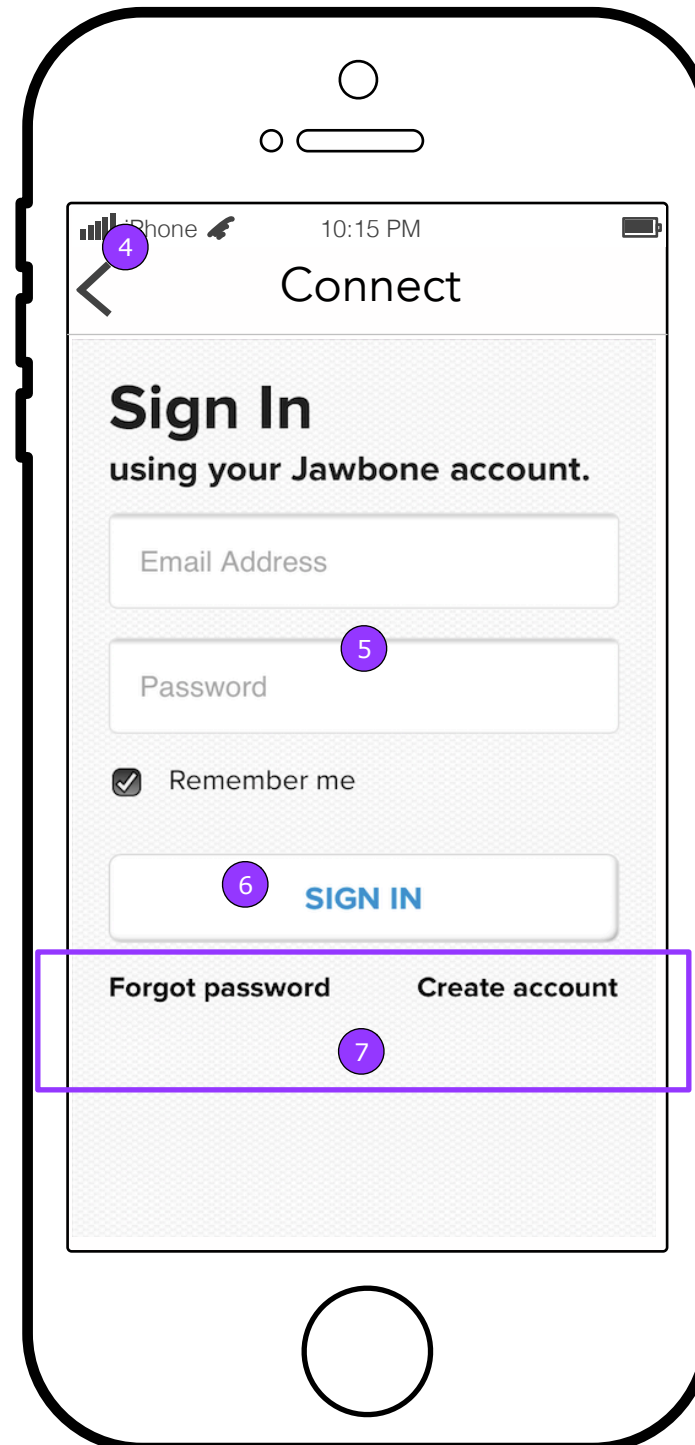 iPhone 10:15 PM
4
Connect
Sign In
using your Jawbone account.
Email Address
5
Password
Remember me
6
SIGN IN
Forgot password Create account
7